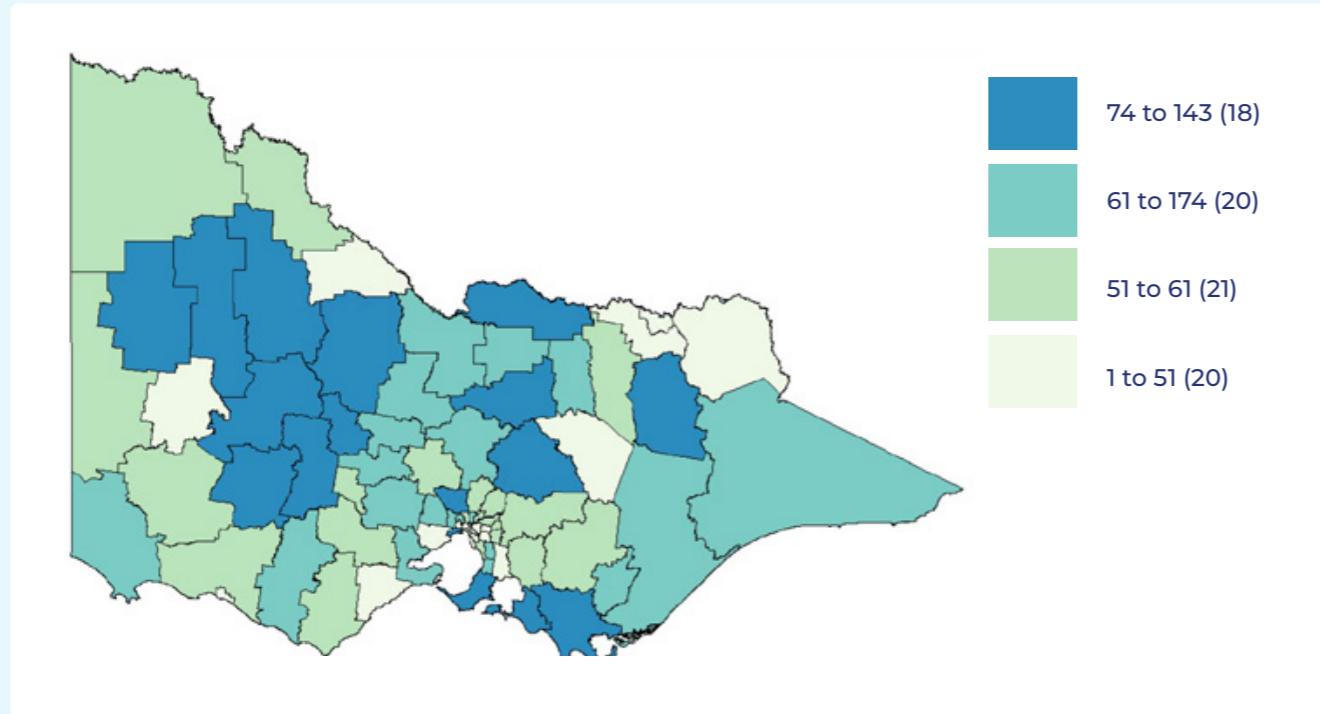 74 to 143 (18)
61 to 174 (20)
51 to 61 (21)
1 to 51 (20)